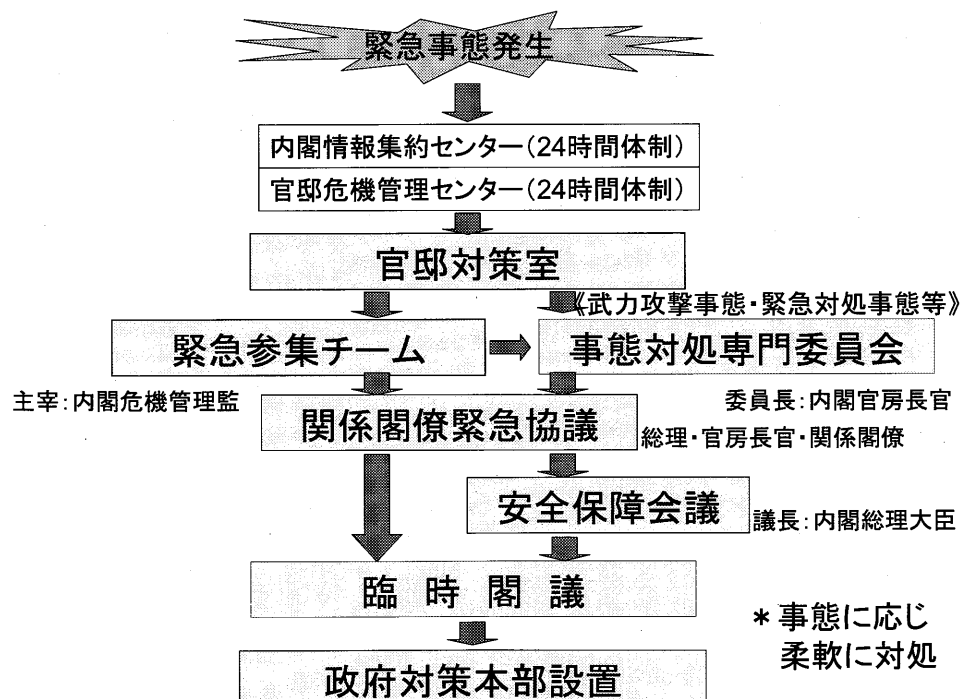 緊急事態発生
内閣情報集約センター(24時間体制)
官邸危機管理センター(24時間体制)
官邸対策室
《武力攻撃事態・緊急対処事態等》
緊急参集チーム
事態対処専門委員会
主宰:内閣危機管理監
委員長:内閣官房長官
関係閣僚緊急協議
総理・官房長官・関係閣僚
安全保障会議
議長:内閣総理大臣
臨時閣議
*事態に応じ
柔軟に対処
政府対策本部設置